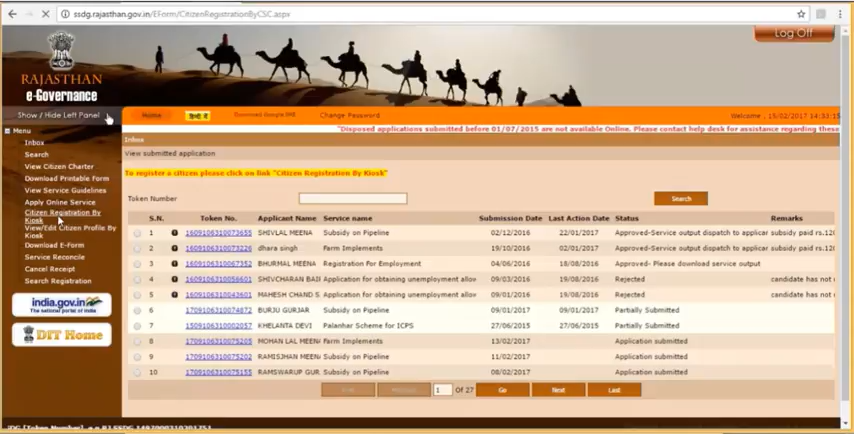 ssdg.rajasthan.gov.in/EForm/CitizenRegistrationByCSC.aspx
Log Off
RAJASTHAN
e-Governance
Show / Hide Left Panel
Home
हिन्दी में
Download Google IME
Change Password
Welcome , 15/02/2017 14:33:15
"Disposed applications submitted before 01/07/ 2015 are not available Online. Please contact help desk for assistance regarding these
Menu
Inbox
Search
View Citizen Charter
Download Printable Form
View Service Guidelines
Apply Online Service
Citizen Registration By
Kiosk
View/Edit Citizen Profile By
Kiosk
Download E-Form
Service Reconcile
Cancel Receipt
Search Registration
india.gov.in
The national portal of india
DIT Home
Inbox
View submitted application
To register a citizen please click on link "Citizen Registration By Kiosk"
Token Number
Search
S.N. Token No. Applicant Name Service name Submission Date Last Action Date Status Remarks
1 1609106310073655 SHIVLAL MEENA Subsidy on Pipeline 02/12/2016 22/01/2017 Approved-Service output dispatch to applicar subsidy paid rs.12
2 1609106310073226 dhara singh Farm Implements 19/10/2016 02/01/2017 Approved-Service output dispatch to applicar subsidy paid rs.18
3 1609106310067352 BHURMAL MEENA Registration For Employment 04/06/2016 18/08/2016 Approved- Please download service output
4 1609106310056601 SHIVCHARAN BAI Application for obtaining unemployment allow 09/03/2016 19/08/2016 Rejected candidate has not
5 1609106310043601 MAHESH CHAND S Application for obtaining unemployment allow 09/01/2016 19/08/2016 Rejected candidate has not
6 1709106310074872 BURJU GURJAR Subsidy on Pipeline 09/01/2017 09/01/2017 Partially Submitted
7 1509106310002057 KHELANTA DEVI Palanhar Scheme for ICPS 27/06/2015 27/06/2015 Partially Submitted
8 1709106310075205 MOHAN LAL MEEN Farm Implements 13/02/2017 Application submitted
9 1709106310075202 RAMISJHAN MEEN Subsidy on Pipeline 11/02/2017 Application submitted
10 1709106310075155 RAMSWARUP GUR Subsidy on Pipeline 08/02/2017 Application submitted
1 Of 27 Go Next Last